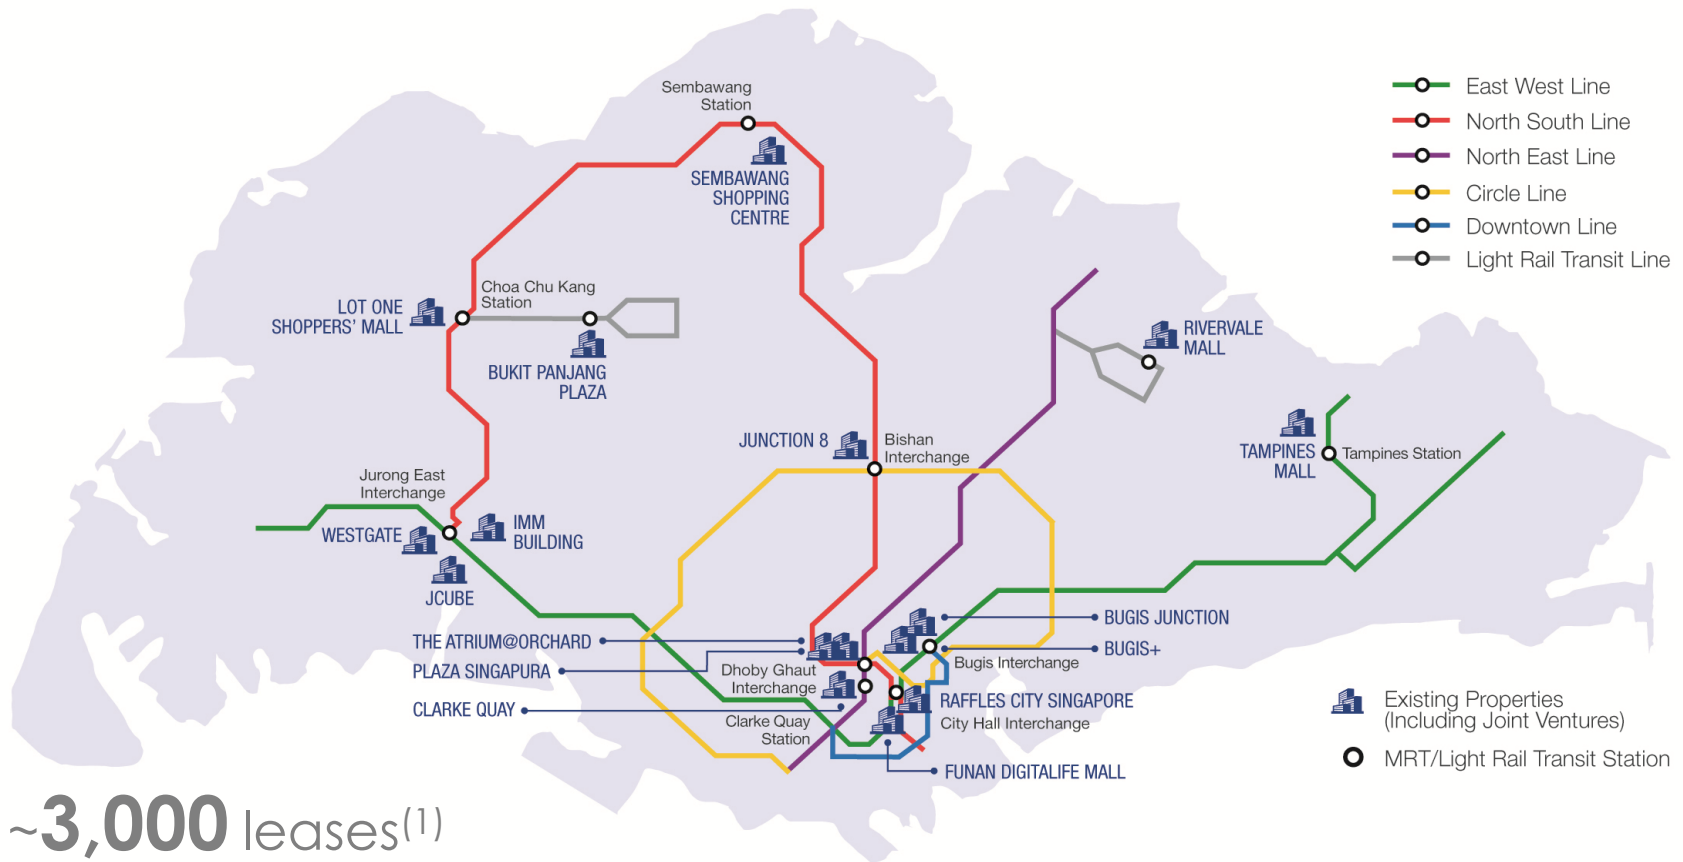 Sembawang
Station
SEMBAWANG
SHOPPING
CENTRE
East West Line
North South Line
North East Line
Circle Line
Downtown Line
Light Rail Transit Line
Choa Chu Kang
Station
LOT ONE
SHOPPERS' MALL
BUKIT PANJANG
PLAZA
RIVERVALE
MALL
JUNCTION 8
Bishan
Interchange
TAMPINES
MALL
Tampines Station
Jurong East
Interchange
WESTGATE
IMM
BUILDING
JCUBE
THE ATRIUM@ORCHARD
PLAZA SINGAPURA
CLARKE QUAY
Dhoby Ghaut
Interchange
Clarke Quay
Station
BUGIS JUNCTION
BUGIS+
Bugis Interchange
RAFFLES CITY SINGAPORE
City Hall Interchange
FUNAN DIGITALIFE MALL
Existing Properties
(Including Joint Ventures)
MRT/Light Rail Transit Station
~3,000 leases(1)